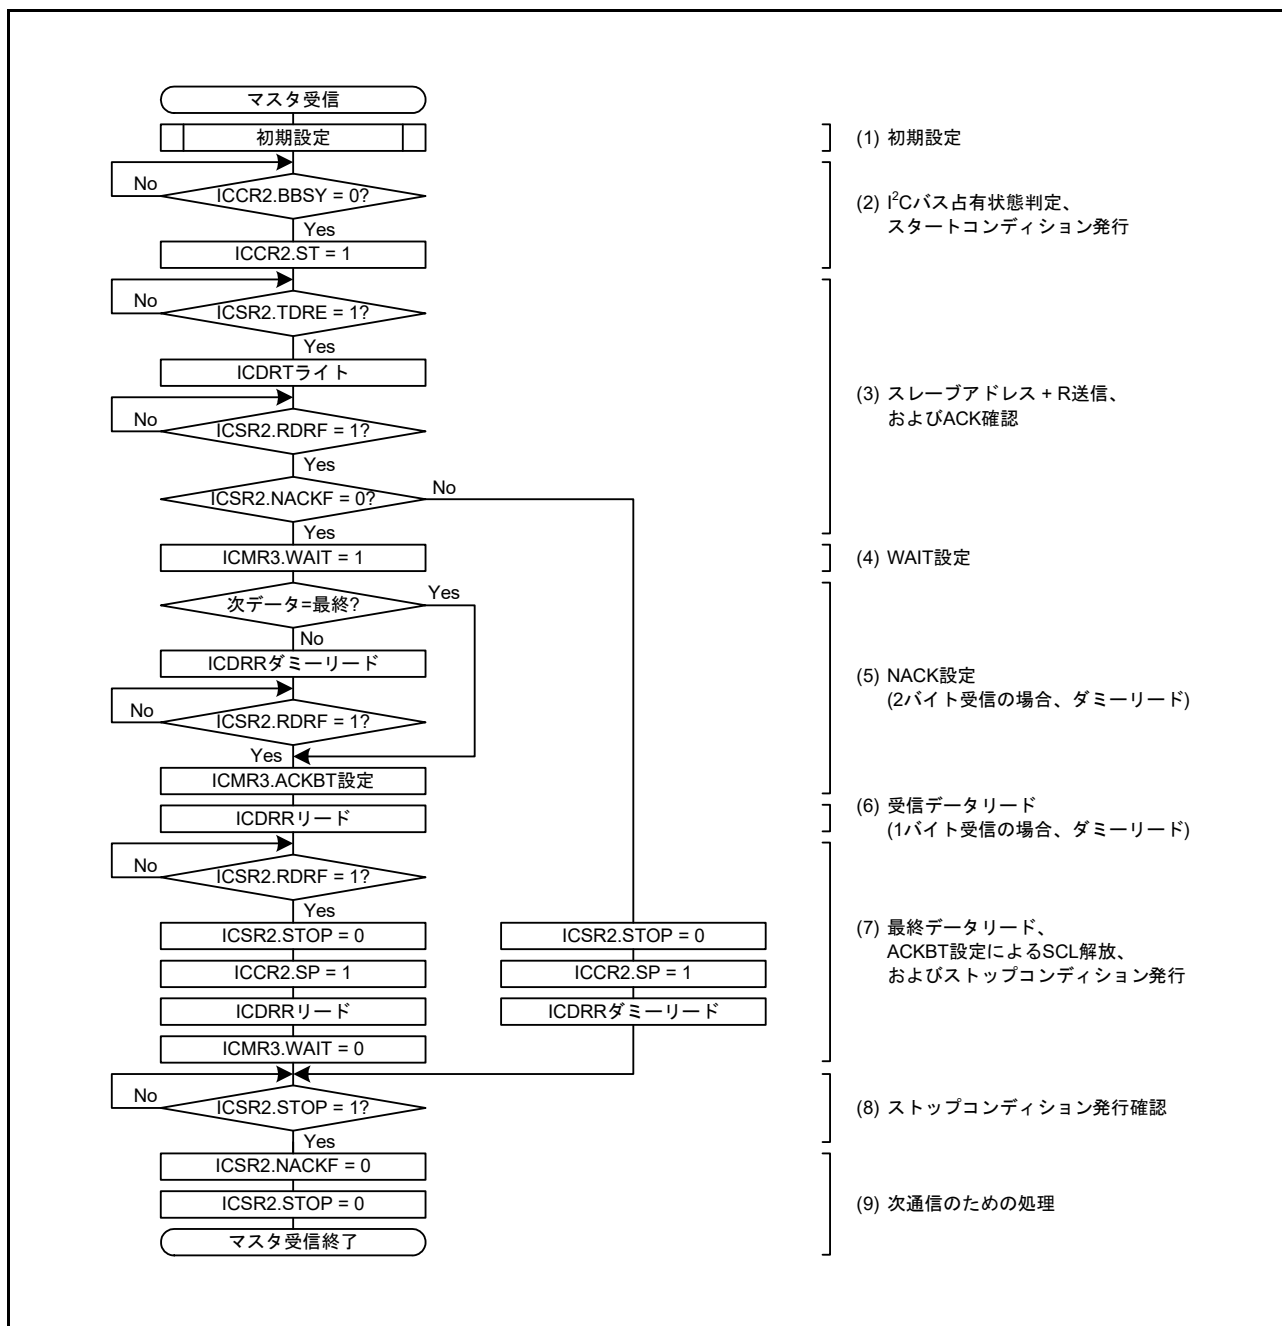 マスタ受信
初期設定
(1) 初期設定
No
ICCR2.BBSY = 0?
Yes
ICCR2.ST = 1
(2) I²Cバス占有状態判定、
スタートコンディション発行
No
ICSR2.TDRE = 1?
Yes
ICDRTライト
No
ICSR2.RDRF = 1?
Yes
ICSR2.NACKF = 0?
No
Yes
(3) スレーブアドレス + R送信、
およびACK確認
ICMR3.WAIT = 1
(4) WAIT設定
次データ=最終?
Yes
No
ICDRRダミーリード
No
ICSR2.RDRF = 1?
Yes
ICMR3.ACKBT設定
(5) NACK設定
(2バイト受信の場合、ダミーリード)
ICDRRリード
(6) 受信データリード
(1バイト受信の場合、ダミーリード)
No
ICSR2.RDRF = 1?
Yes
ICSR2.STOP = 0
ICCR2.SP = 1
ICDRRリード
ICMR3.WAIT = 0
ICSR2.STOP = 0
ICCR2.SP = 1
ICDRRダミーリード
(7) 最終データリード、
ACKBT設定によるSCL解放、
およびストップコンディション発行
No
ICSR2.STOP = 1?
Yes
(8) ストップコンディション発行確認
ICSR2.NACKF = 0
ICSR2.STOP = 0
(9) 次通信のための処理
マスタ受信終了